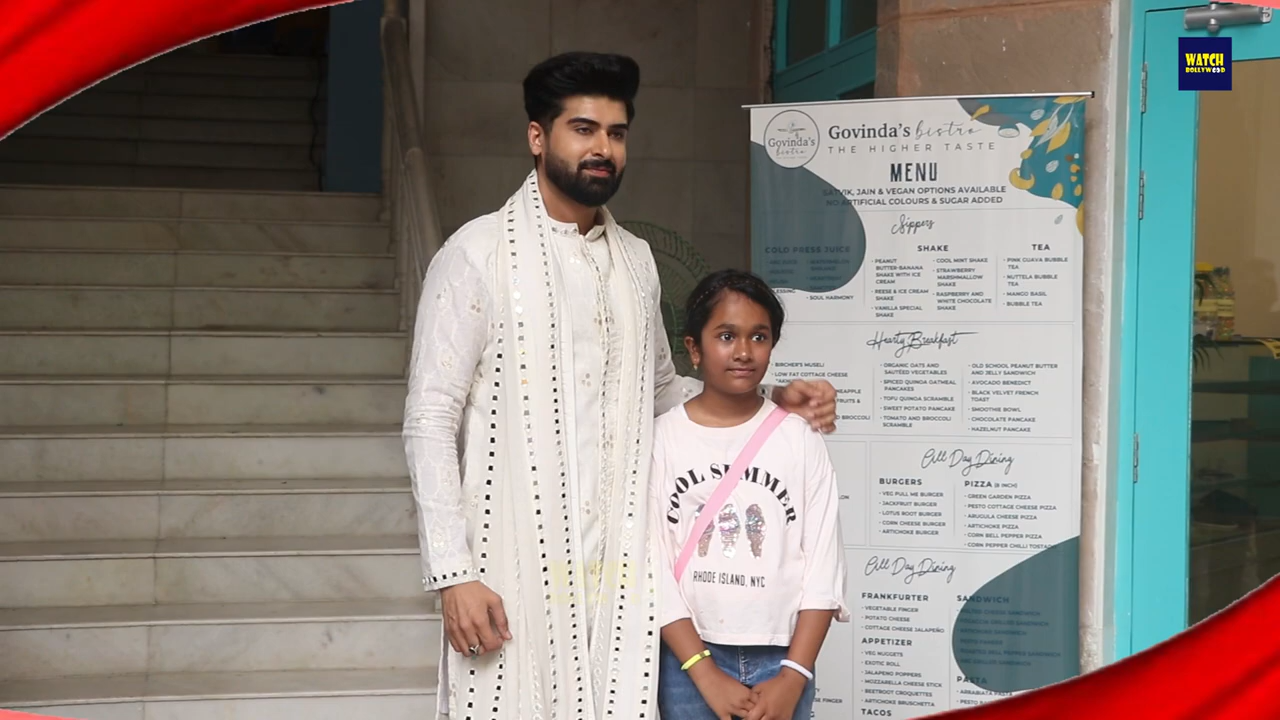 WATCH
BOLLYWOOD
Govinda's
bistro
Govinda's bistro
THE HIGHER TASTE
MENU
SATVIK, JAIN & VEGAN OPTIONS AVAILABLE
NO ARTIFICIAL COLOURS & SUGAR ADDED
Sippers
COLD PRESS JUICE
• SOUL HARMONY
SHAKE
• PEANUT
BUTTER-BANANA
SHAKE WITH ICE
CREAM
• REESE & ICE CREAM
SHAKE
• VANILLA SPECIAL
SHAKE
• COOL MINT SHAKE
• STRAWBERRY
MARSHMALLOW
SHAKE
• RASPBERRY AND
WHITE CHOCOLATE
SHAKE
TEA
• PINK GUAVA BUBBLE
TEA
• NUTTELA BUBBLE
TEA
• MANGO BASIL
• BUBBLE TEA
Hearty Breakfast
• BIRCHER'S MUSELI
• LOW FAT COTTAGE CHEESE
• ORGANIC OATS AND
SAUTÉED VEGETABLES
• SPICED QUINOA OATMEAL
PANCAKES
• TOFU QUINOA SCRAMBLE
• SWEET POTATO PANCAKE
• TOMATO AND BROCCOLI
SCRAMBLE
• OLD SCHOOL PEANUT BUTTER
AND JELLY SANDWICH
• AVOCADO BENEDICT
• BLACK VELVET FRENCH
TOAST
• SMOOTHIE BOWL
• CHOCOLATE PANCAKE
• HAZELNUT PANCAKE
All Day Dining
BURGERS
• VEG PULL ME BURGER
• JACKFRUIT BURGER
• LOTUS ROOT BURGER
• CORN CHEESE BURGER
• ARTICHOKE BURGER
PIZZA (8 INCH)
• GREEN GARDEN PIZZA
• PESTO COTTAGE CHEESE PIZZA
• ARUGULA CHEESE PIZZA
• ARTICHOKE PIZZA
• CORN BELL PEPPER PIZZA
• CORN PEPPER CHILLI TOSTADO
All Day Dining
FRANKFURTER
• VEGETABLE FINGER
• POTATO CHEESE
• COTTAGE CHEESE JALAPEÑO
APPETIZER
• VEG NUGGETS
• EXOTIC ROLL
• JALAPENO POPPERS
• MOZZARELLA CHEESE STICK
• BEETROOT CROQUETTES
• ARTICHOKE BRUSCHETTA
TACOS
SANDWICH
PASTA
• ARRABIATA
COOL SUMMER
RHODE ISLAND, NYC